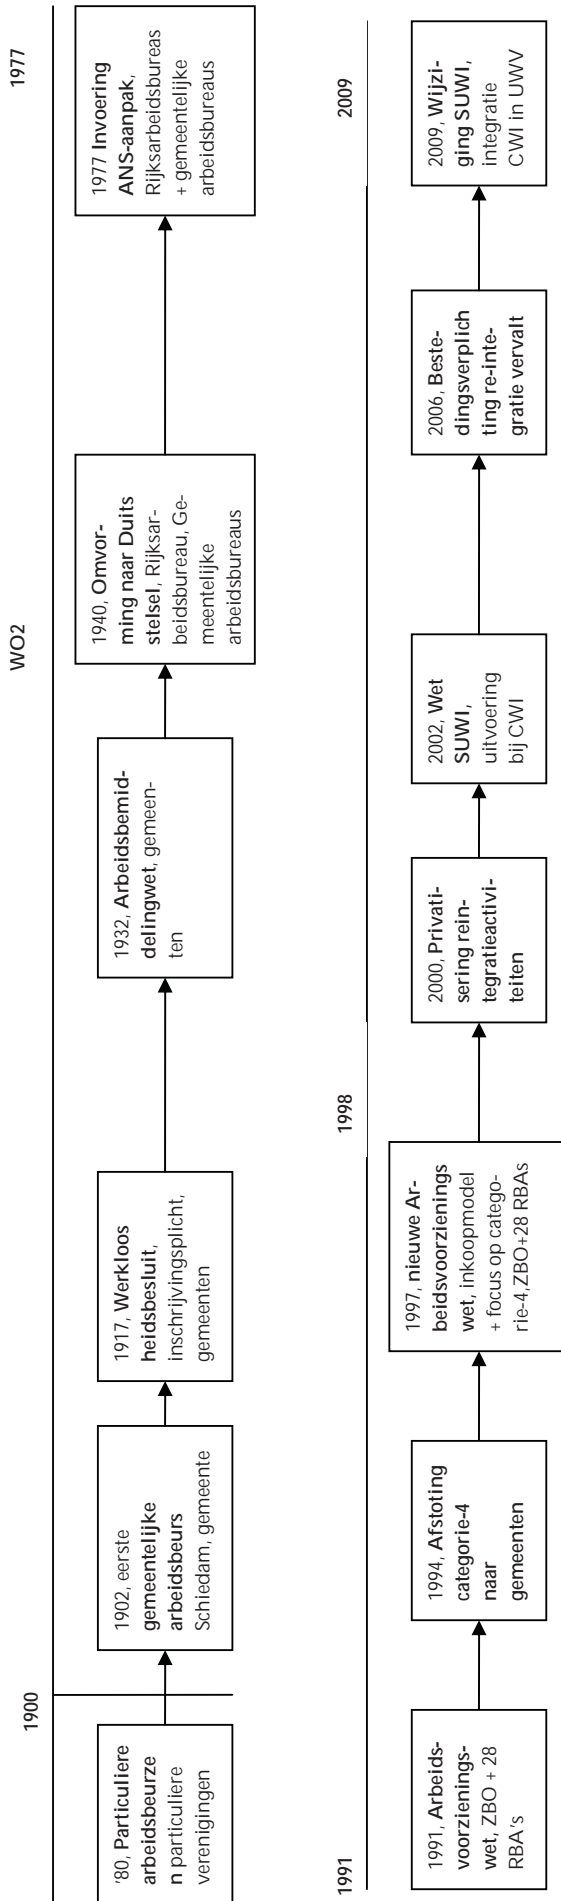 1900
WO2
1977
'80, Particuliere
arbeidsbeurze
n particuliere
verenigingen
1902, eerste
gemeentelijke
arbeidsbeurs
Schiedam, gemeente
1917, Werkloos
heidsbesluit,
inschrijvingsplicht,
gemeenten
1932, Arbeidsbemid-
delingwet, gemeen-
ten
1940, Omvor-
ming naar Duits
stelsel, Rijksar-
beidsbureau, Ge-
meentelijke
arbeidsbureaus
1977 Invoering
ANS-aanpak,
Rijksarbeidsbureas
+ gemeentelijke
arbeidsbureaus
1991
1998
2009
1991, Arbeids-
voorzienings-
wet, ZBO + 28
RBA's
1994, Afstoting
categorie-4
naar
gemeenten
1997, nieuwe Ar-
beidsvoorzienings
wet, inkoopmodel
+ focus op catego-
rie-4,ZBO+28 RBAs
2000, Privati-
sering rein-
tegratieactivi-
teiten
2002, Wet
SUWI,
uitvoering
bij CWI
2006, Beste-
dingsverplich
ting re-inte-
gratie vervalt
2009, Wijzi-
ging SUWI,
integratie
CWI in UWV